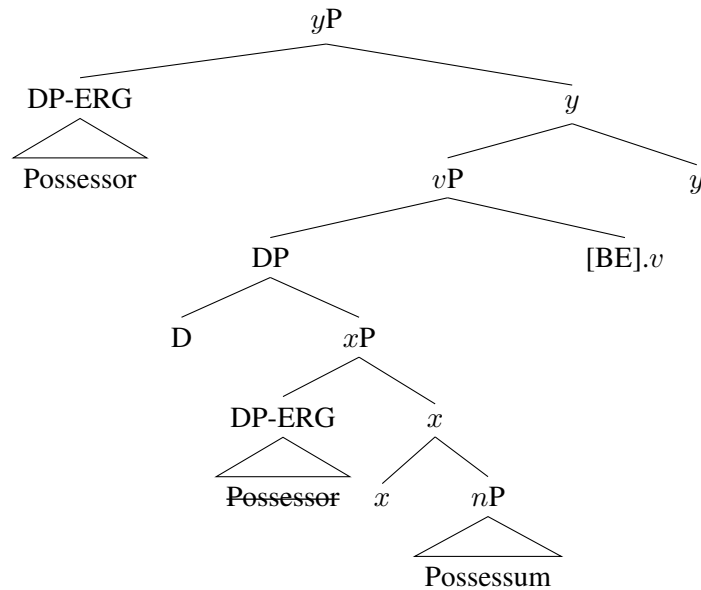 yP
DP-ERG y
Possessor vP y
DP [BE].v
D xP
DP-ERG x
Possessor x nP
Possessum